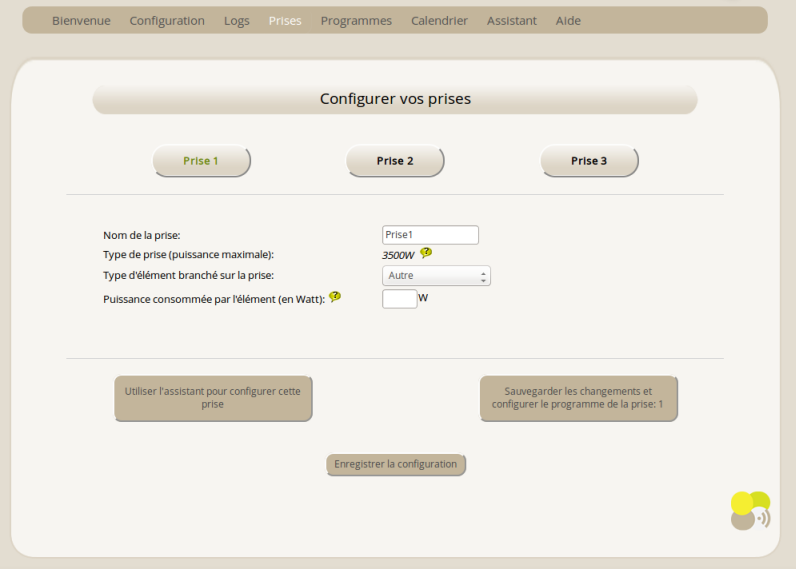 Bienvenue Configuration Logs Prises Programmes Calendrier Assistant Aide
Configurer vos prises
Prise 1 Prise 2 Prise 3
Nom de la prise: Prise1
Type de prise (puissance maximale): 3500W ?
Type d'élément branché sur la prise: Autre
Puissance consommée par l'élément (en Watt): ? W
Utiliser l'assistant pour configurer cette
prise
Sauvegarder les changements et
configurer le programme de la prise: 1
Enregistrer la configuration